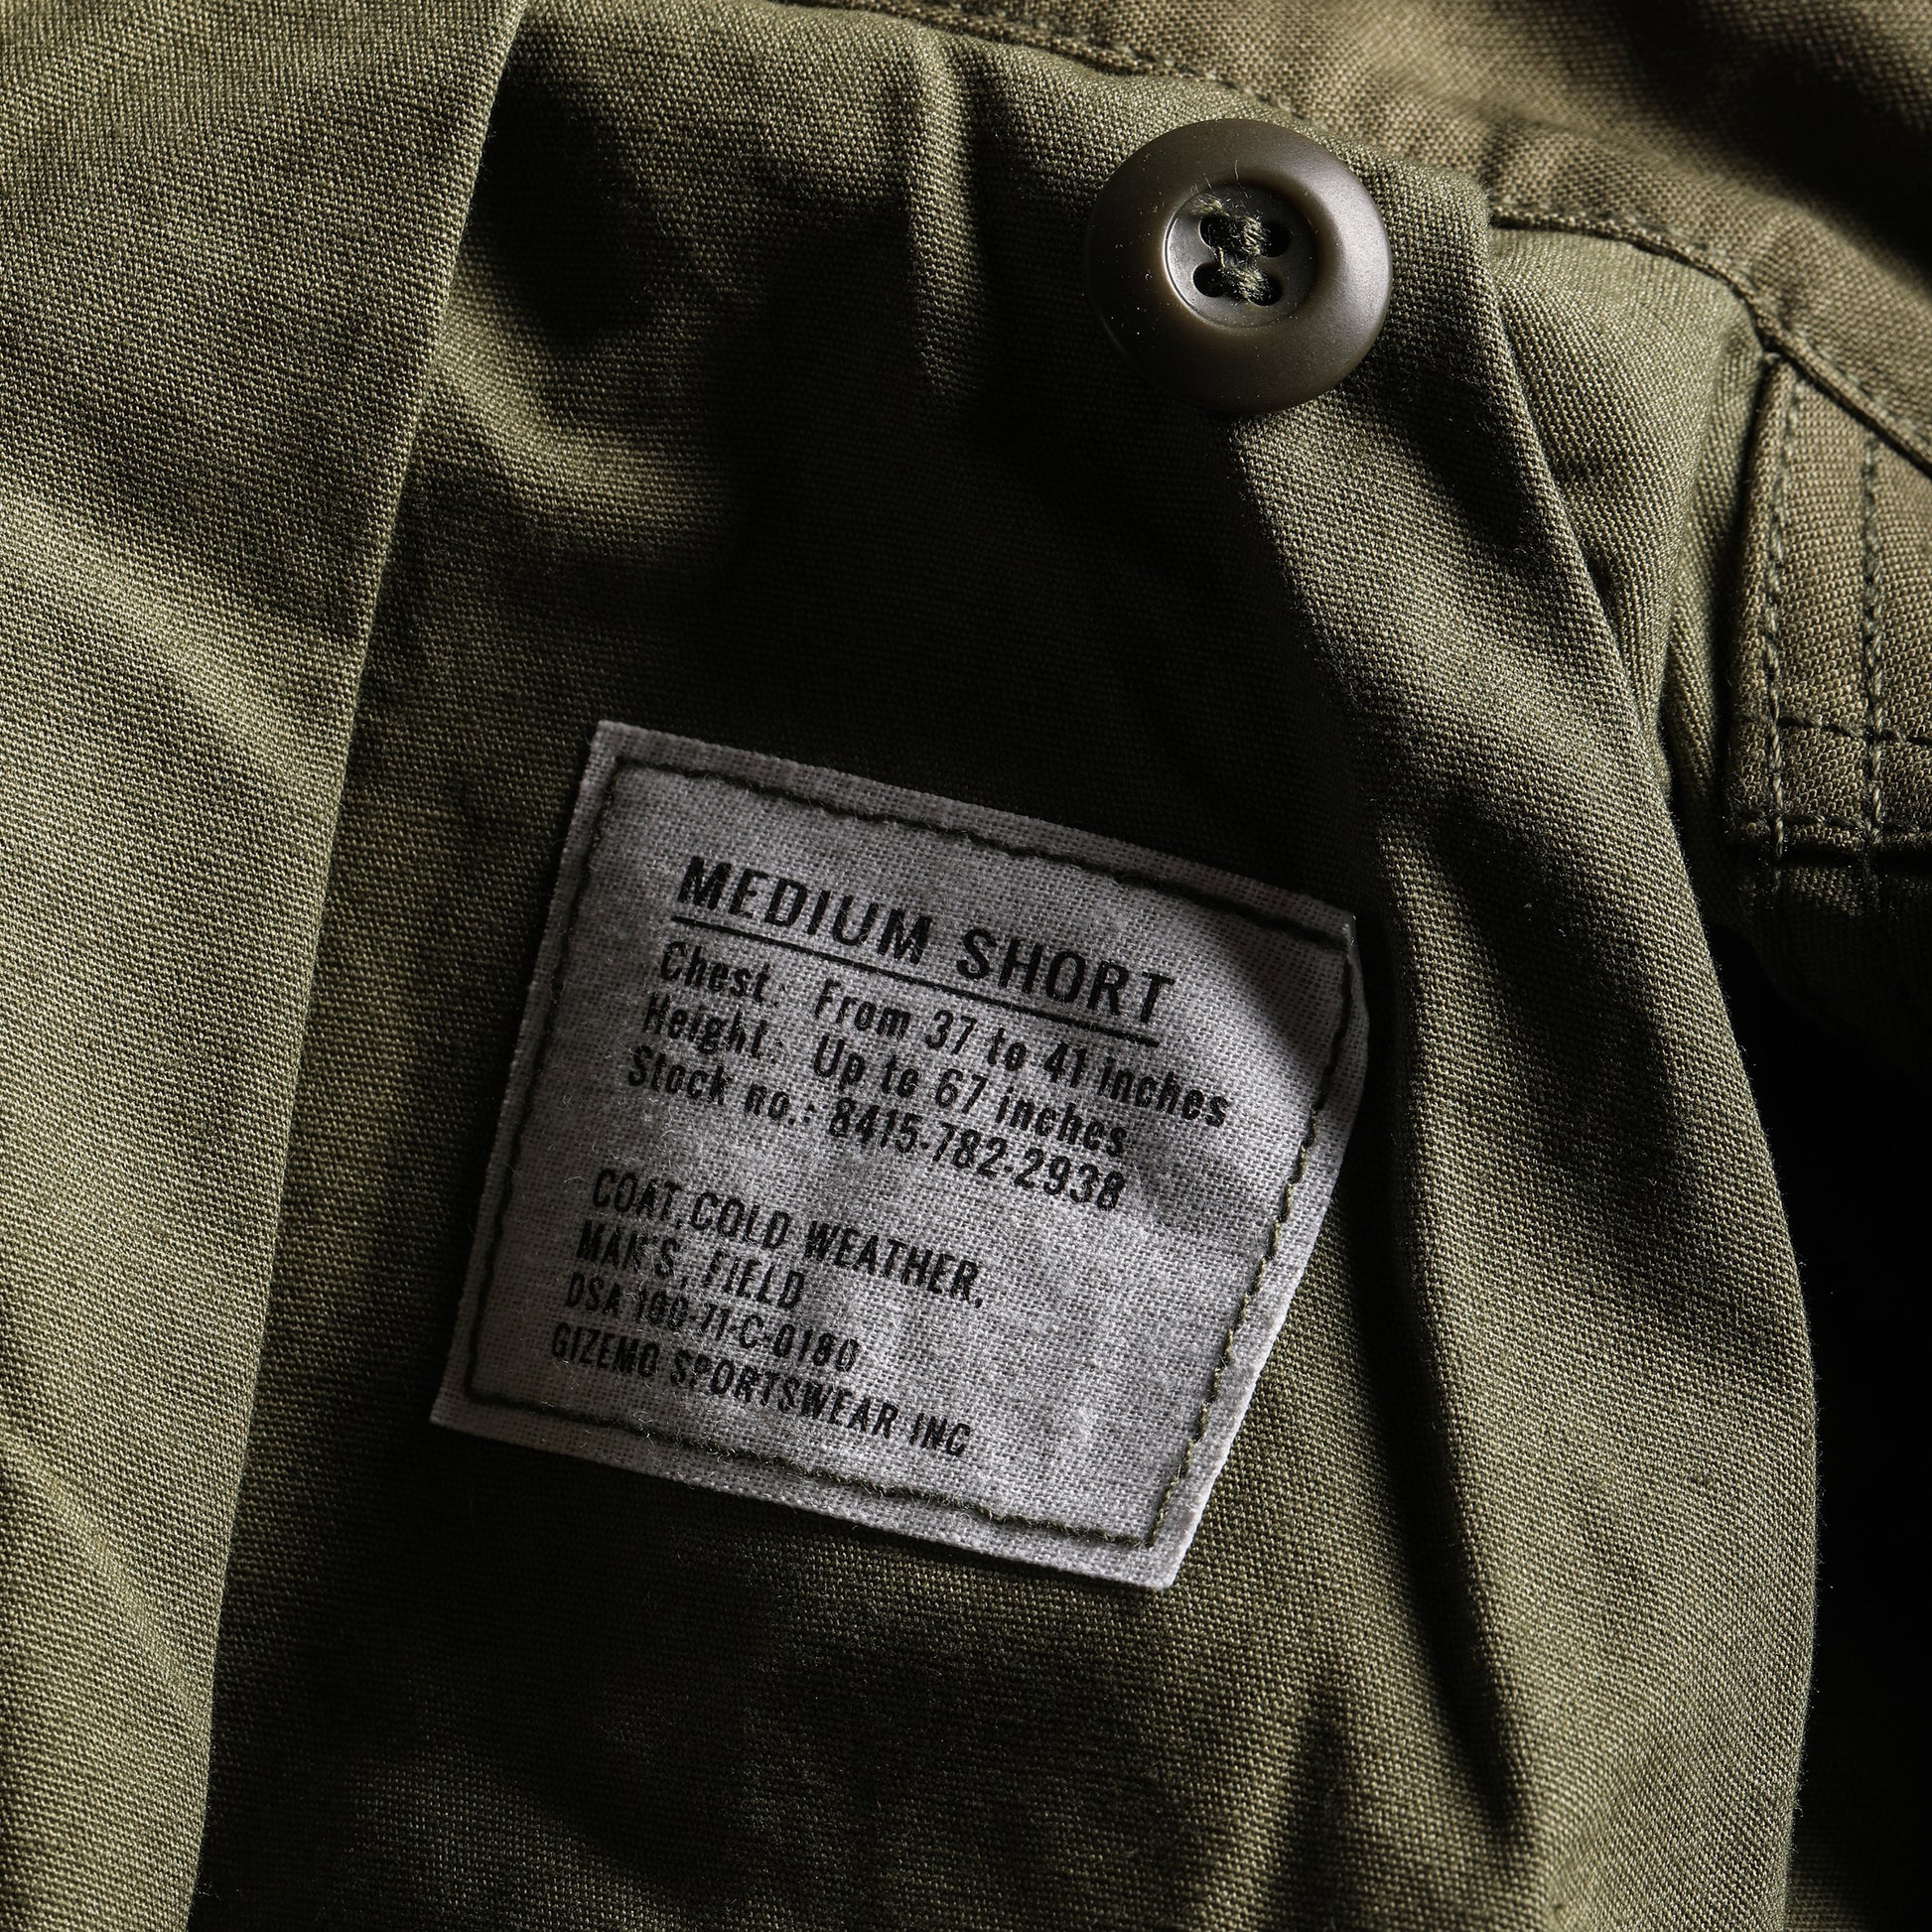 MEDIUM SHORT
Chest: From 37 to 41 inches
Height: Up to 67 inches
Stock no.: 8415-782-2938
COAT, COLD WEATHER,
MAN'S, FIELD
DSA 100-71-C-0180
GIZEMO SPORTSWEAR INC